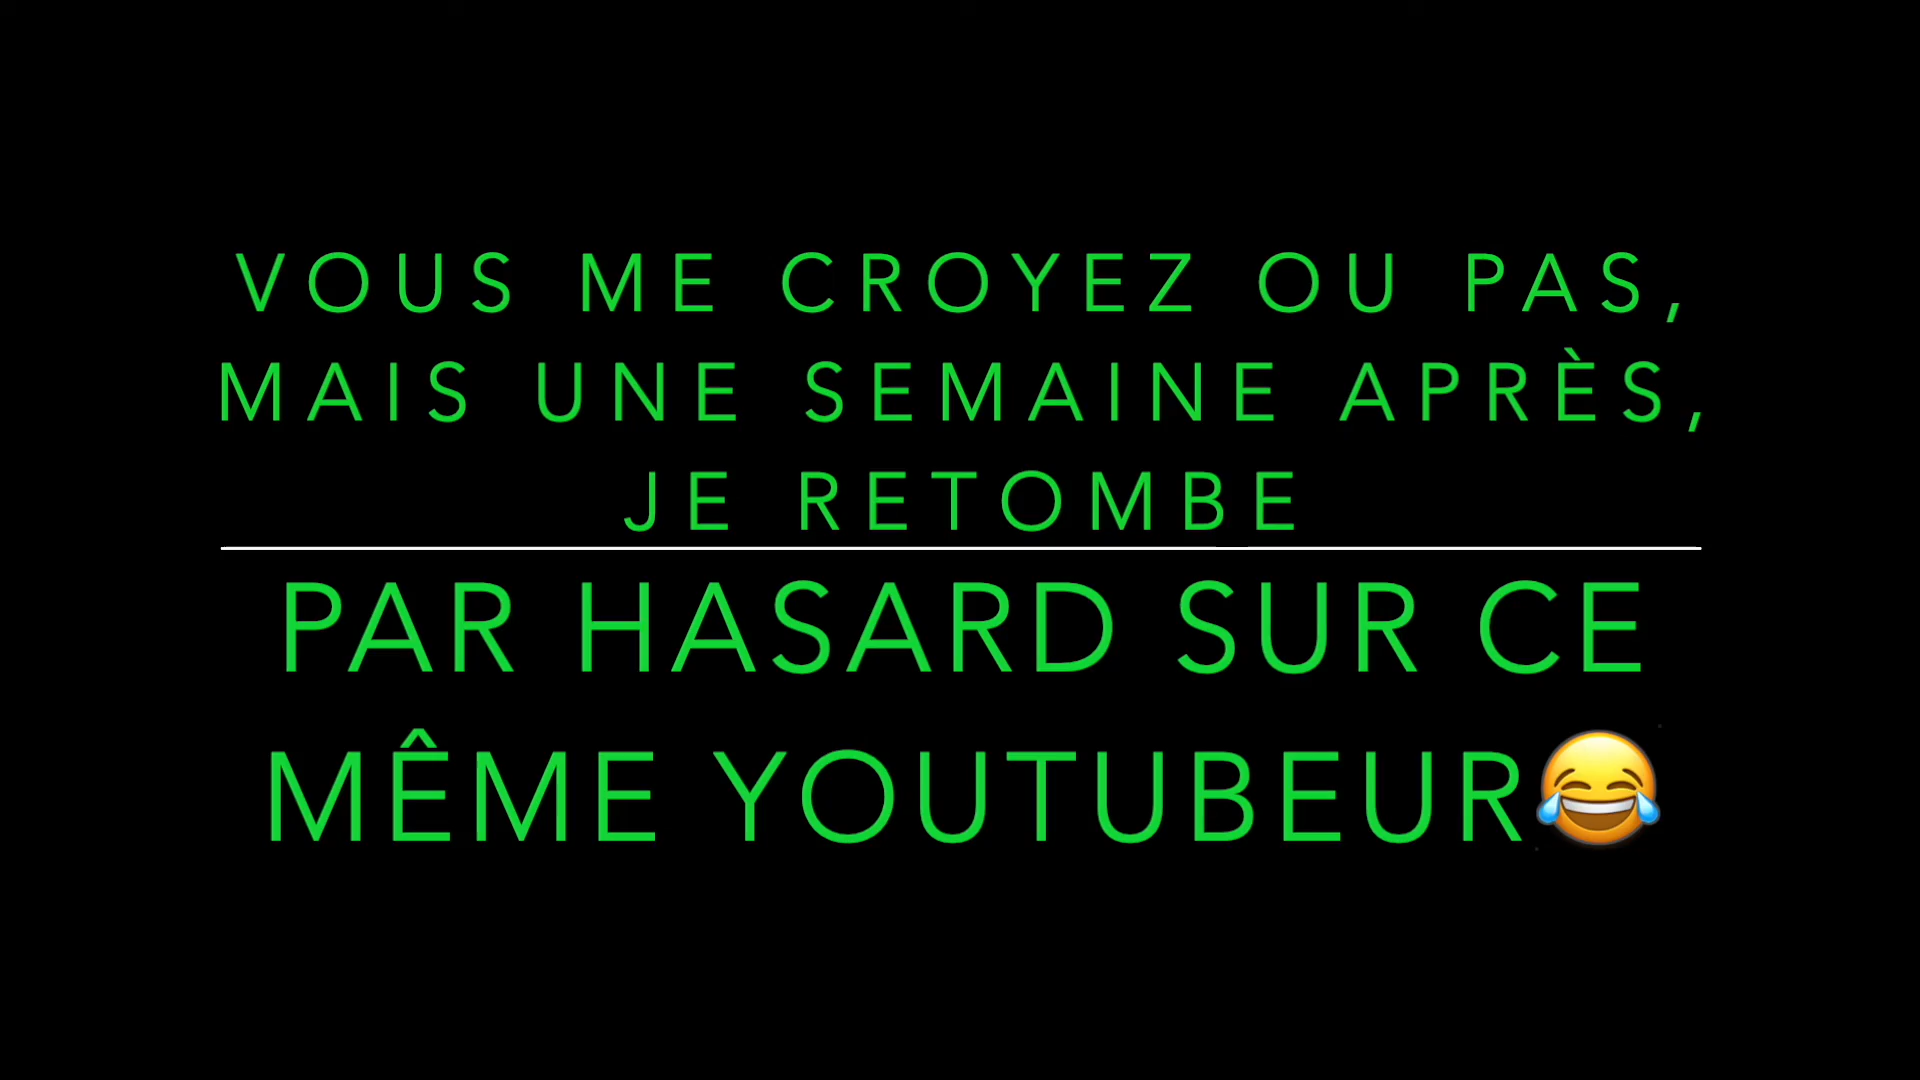 VOUS ME CROYEZ OU PAS,
MAIS UNE SEMAINE APRÈS,
JE RETOMBE
PAR HASARD SUR CE
MÊME YOUTUBEUR😂